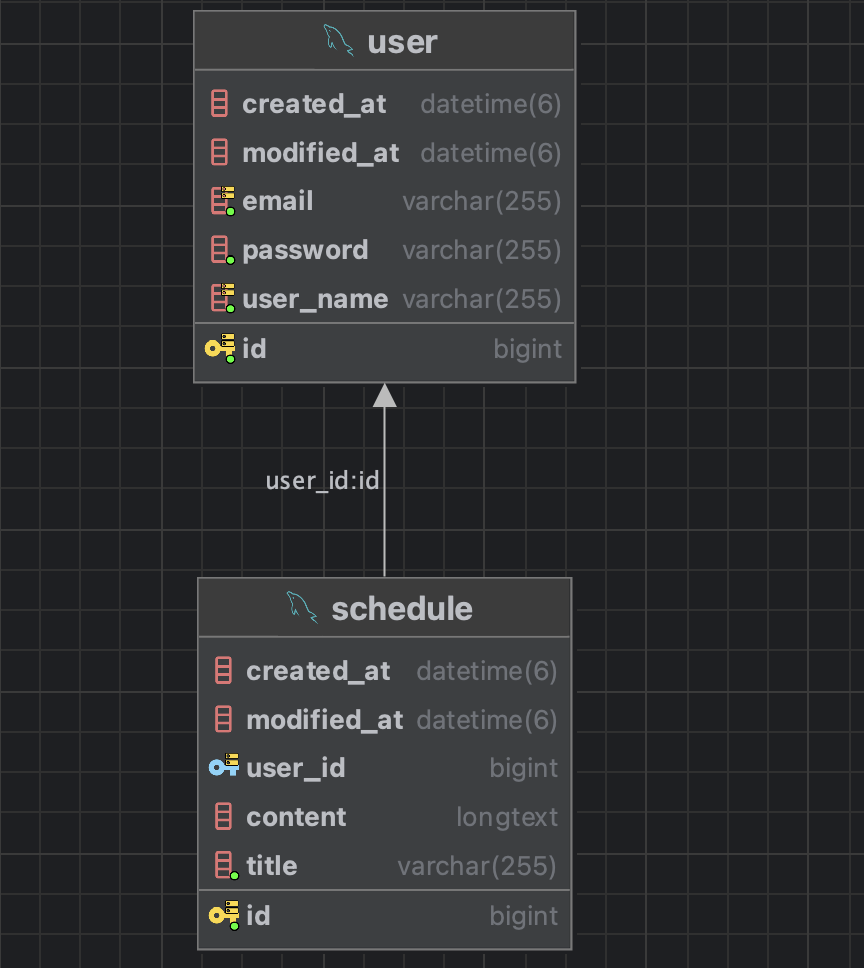 user
created_at datetime(6)
modified_at datetime(6)
email varchar(255)
password varchar(255)
user_name varchar(255)
id bigint
user_id:id
schedule
created_at datetime(6)
modified_at datetime(6)
user_id bigint
content longtext
title varchar(255)
id bigint